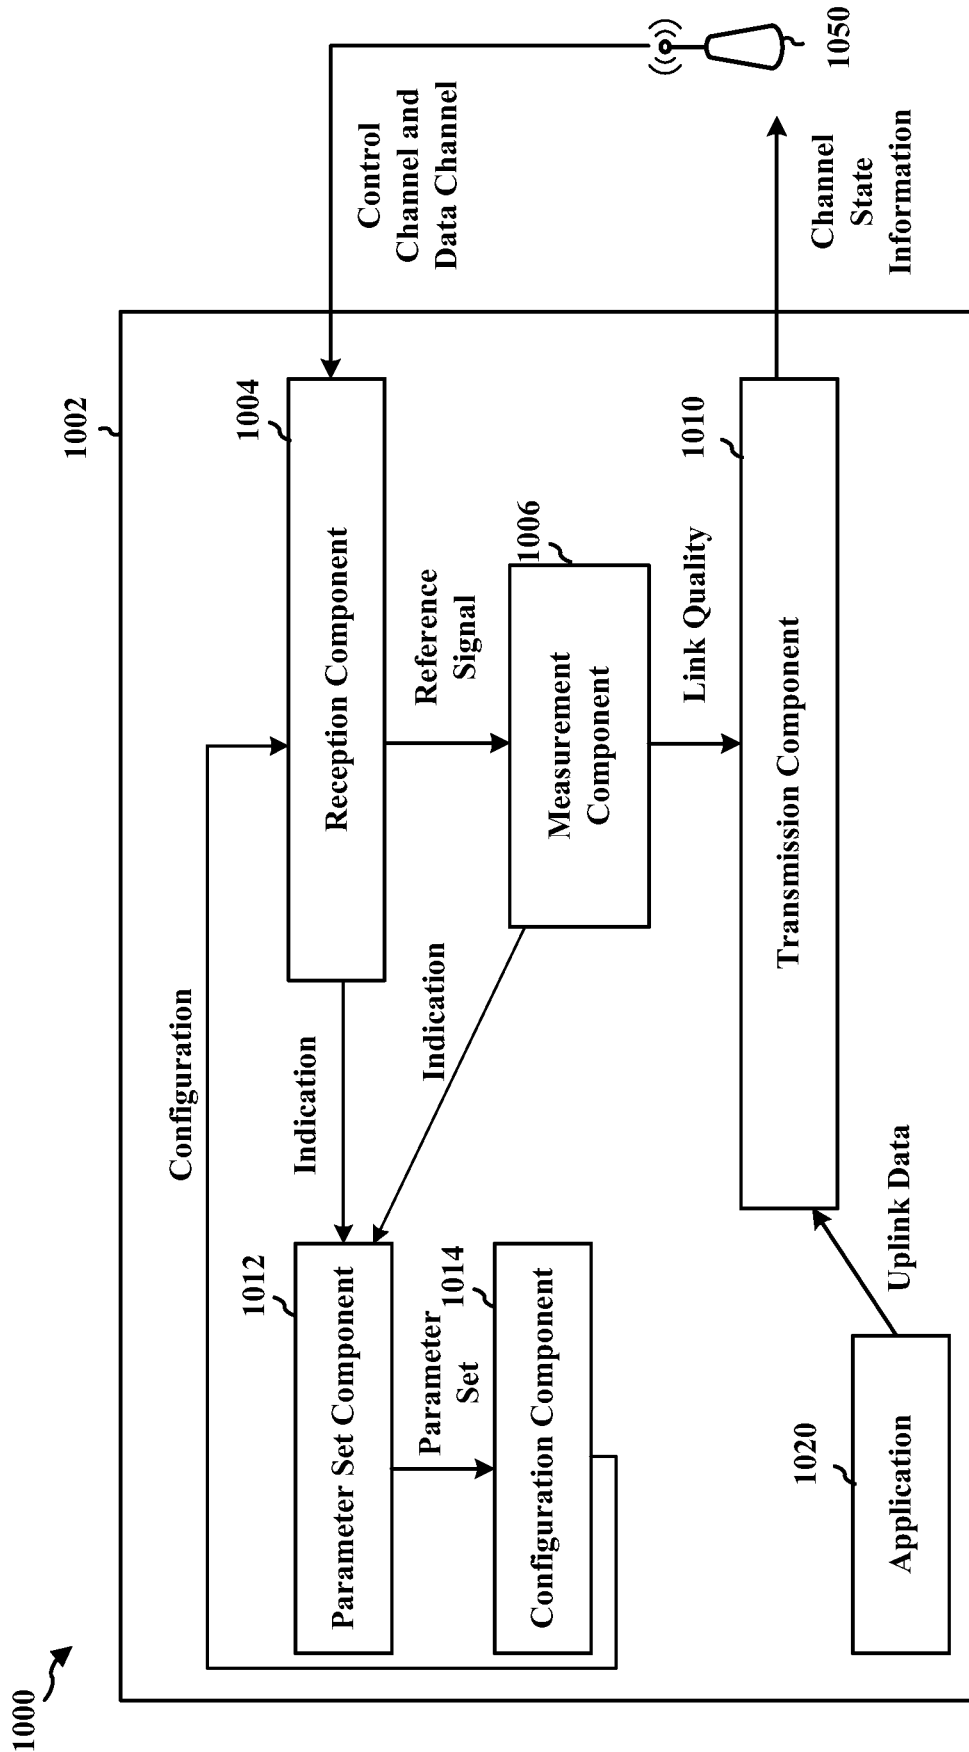 1000
1002
Configuration
1012
Parameter Set Component
Indication
1004
Reception Component
Control
Channel and
Data Channel
Parameter
Set
1014
Configuration Component
Indication
Reference
Signal
1006
Measurement
Component
1050
Link Quality
1020
Application
Uplink Data
1010
Transmission Component
Channel
State
Information